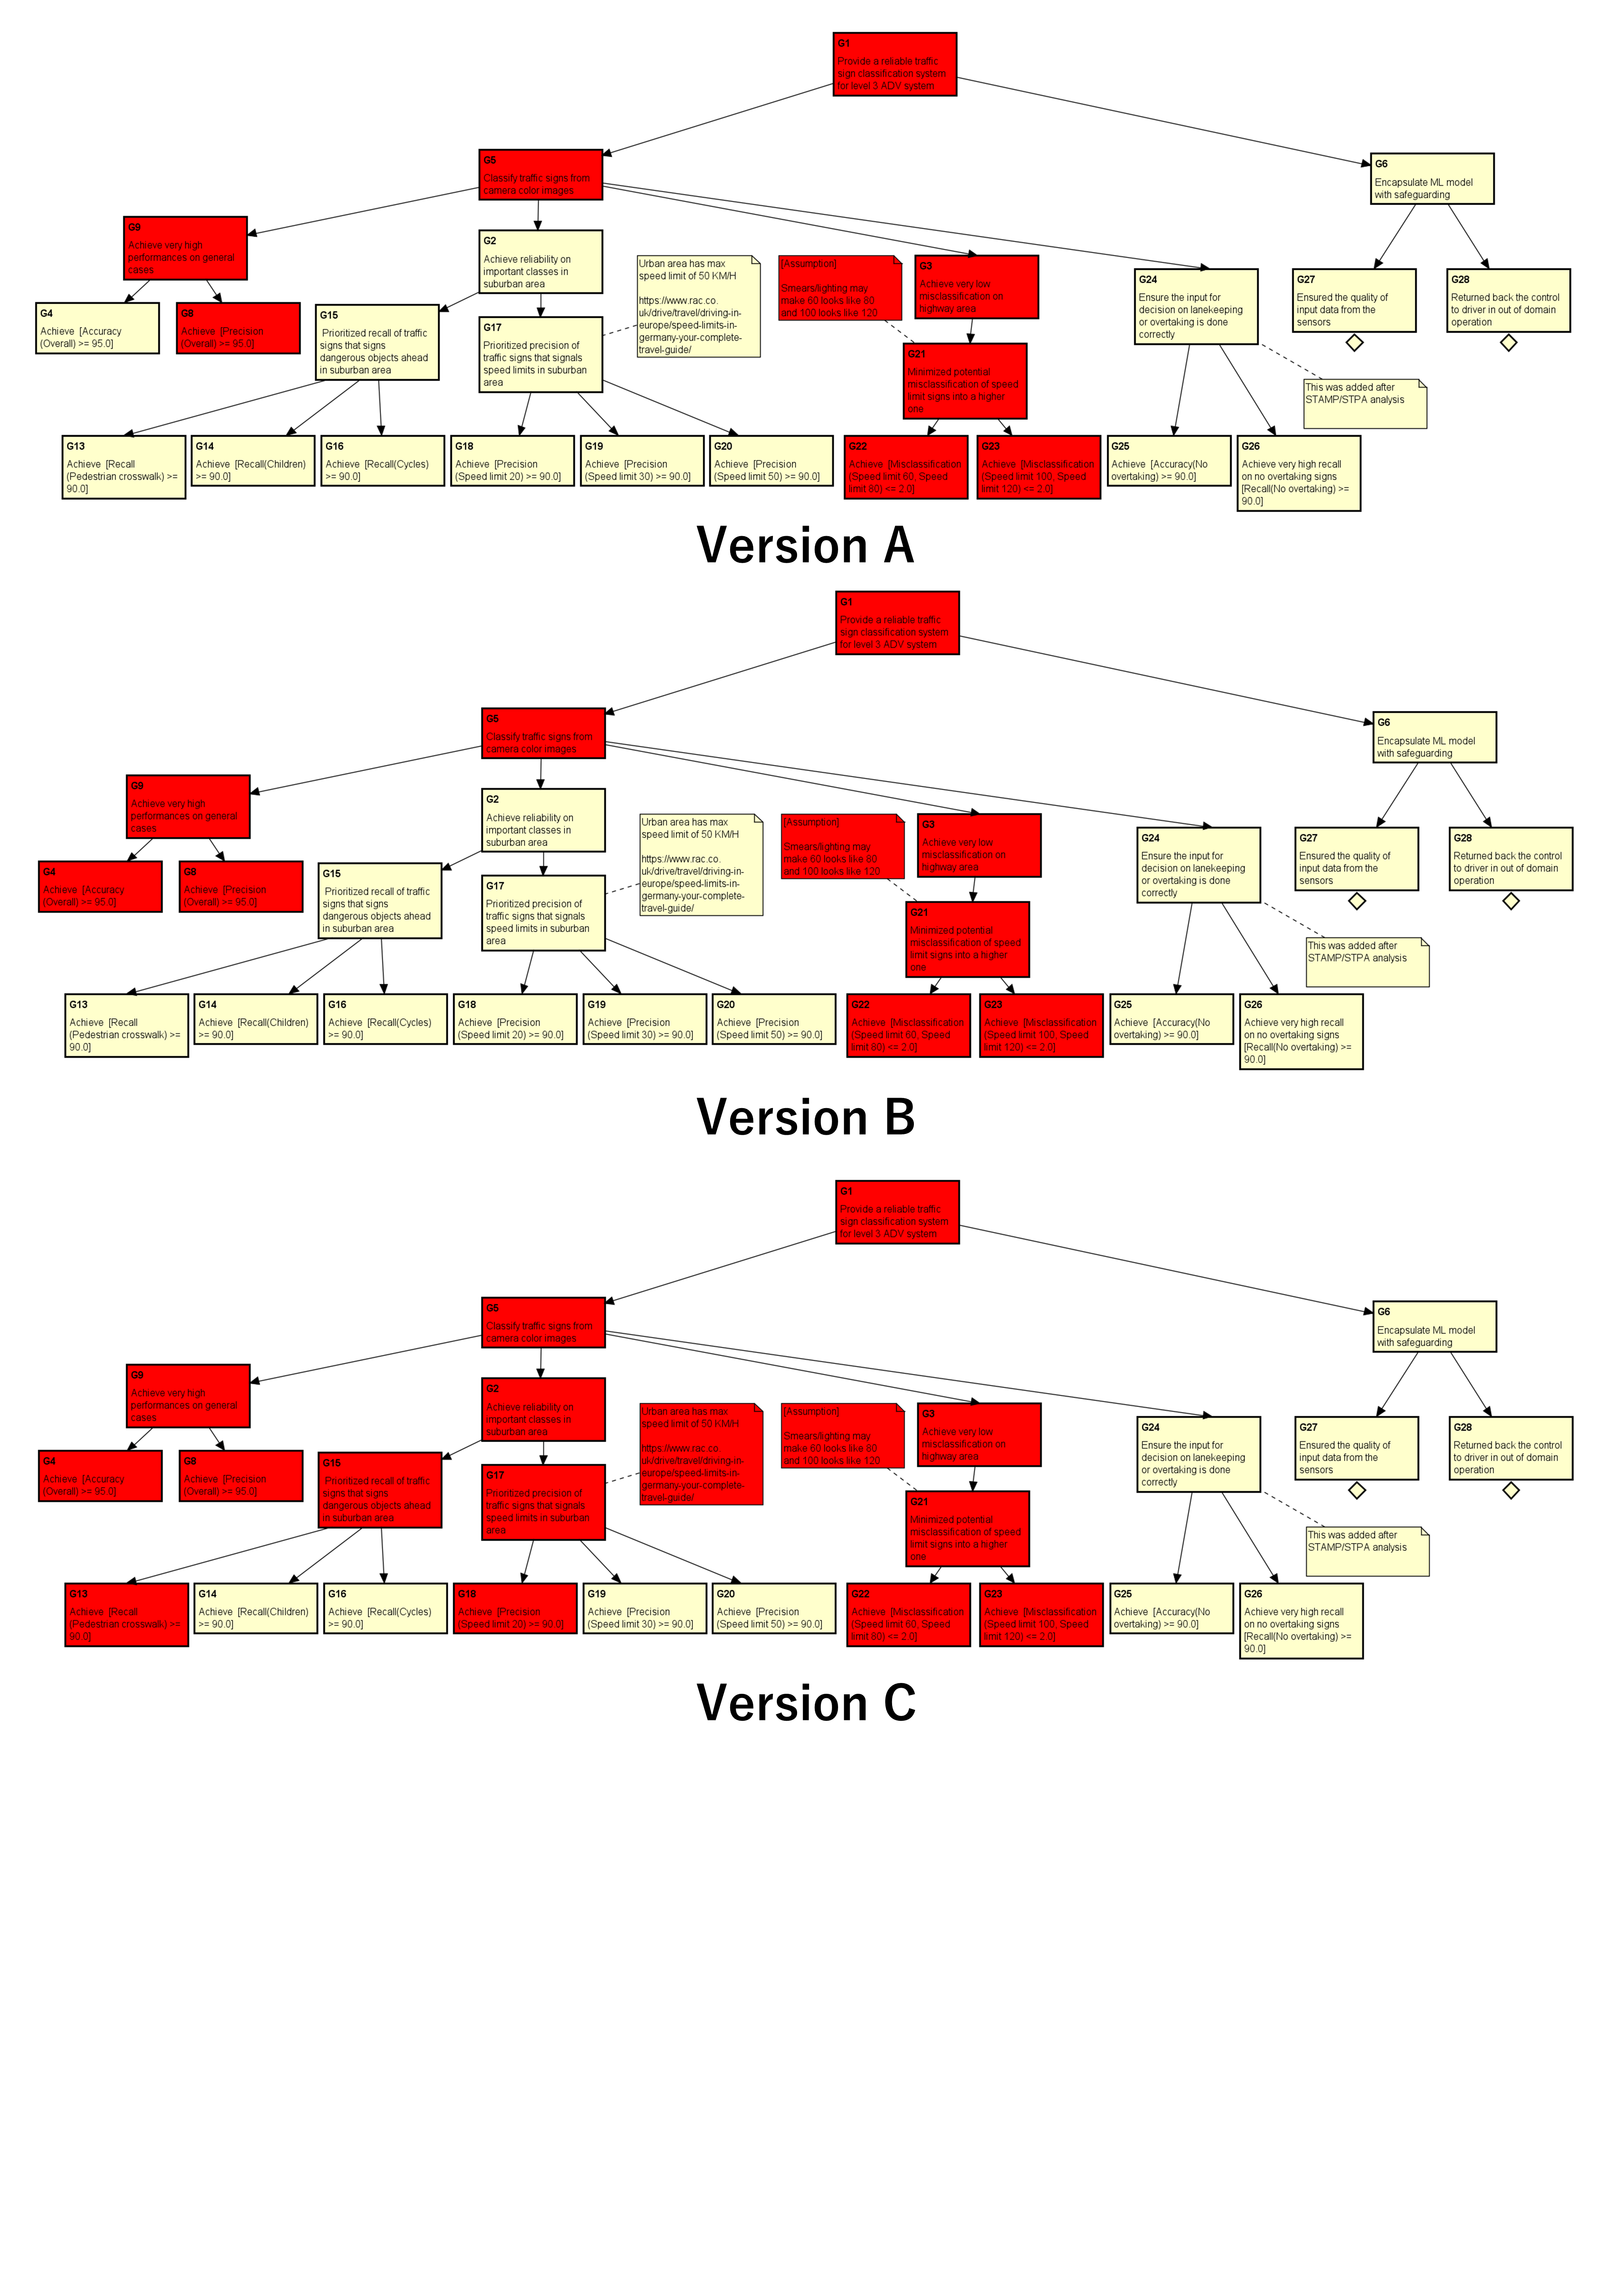 G1
Provide a reliable traffic
sign classification system
for level 3 ADV system
G5
Classify traffic signs from
camera color images
G6
Encapsulate ML model
with safeguarding
G9
Achieve very high
performances on general
cases
G2
Achieve reliability on
important classes in
suburban area
Urban area has max
speed limit of 50 KM/H
https://www.rac.co.
uk/drive/travel/driving-in-
europe/speed-limits-in-
germany-your-complete-
travel-guide/
[Assumption]
Smears/lighting may
make 60 looks like 80
and 100 looks like 120
G3
Achieve very low
misclassification on
highway area
G24
Ensure the input for
decision on lanekeeping
or overtaking is done
correctly
G27
Ensured the quality of
input data from the
sensors
G28
Returned back the control
to driver in out of domain
operation
G4
Achieve [Accuracy
(Overall) >= 95.0]
G8
Achieve [Precision
(Overall) >= 95.0]
G15
Prioritized recall of traffic
signs that signs
dangerous objects ahead
in suburban area
G17
Prioritized precision of
traffic signs that signals
speed limits in suburban
area
G21
Minimized potential
misclassification of speed
limit signs into a higher
one
This was added after
STAMP/STPA analysis
G13
Achieve [Recall
(Pedestrian crosswalk) >=
90.0]
G14
Achieve [Recall(Children)
>= 90.0]
G16
Achieve [Recall(Cycles)
>= 90.0]
G18
Achieve [Precision
(Speed limit 20) >= 90.0]
G19
Achieve [Precision
(Speed limit 30) >= 90.0]
G20
Achieve [Precision
(Speed limit 50) >= 90.0]
G22
Achieve [Misclassification
(Speed limit 60, Speed
limit 80) <= 2.0]
G23
Achieve [Misclassification
(Speed limit 100, Speed
limit 120) <= 2.0]
G25
Achieve [Accuracy(No
overtaking) >= 90.0]
G26
Achieve very high recall
on no overtaking signs
[Recall(No overtaking) >=
90.0]
Version A
G1
Provide a reliable traffic
sign classification system
for level 3 ADV system
G5
Classify traffic signs from
camera color images
G6
Encapsulate ML model
with safeguarding
G9
Achieve very high
performances on general
cases
G2
Achieve reliability on
important classes in
suburban area
Urban area has max
speed limit of 50 KM/H
https://www.rac.co.
uk/drive/travel/driving-in-
europe/speed-limits-in-
germany-your-complete-
travel-guide/
[Assumption]
Smears/lighting may
make 60 looks like 80
and 100 looks like 120
G3
Achieve very low
misclassification on
highway area
G24
Ensure the input for
decision on lanekeeping
or overtaking is done
correctly
G27
Ensured the quality of
input data from the
sensors
G28
Returned back the control
to driver in out of domain
operation
G4
Achieve [Accuracy
(Overall) >= 95.0]
G8
Achieve [Precision
(Overall) >= 95.0]
G15
Prioritized recall of traffic
signs that signs
dangerous objects ahead
in suburban area
G17
Prioritized precision of
traffic signs that signals
speed limits in suburban
area
G21
Minimized potential
misclassification of speed
limit signs into a higher
one
This was added after
STAMP/STPA analysis
G13
Achieve [Recall
(Pedestrian crosswalk) >=
90.0]
G14
Achieve [Recall(Children)
>= 90.0]
G16
Achieve [Recall(Cycles)
>= 90.0]
G18
Achieve [Precision
(Speed limit 20) >= 90.0]
G19
Achieve [Precision
(Speed limit 30) >= 90.0]
G20
Achieve [Precision
(Speed limit 50) >= 90.0]
G22
Achieve [Misclassification
(Speed limit 60, Speed
limit 80) <= 2.0]
G23
Achieve [Misclassification
(Speed limit 100, Speed
limit 120) <= 2.0]
G25
Achieve [Accuracy(No
overtaking) >= 90.0]
G26
Achieve very high recall
on no overtaking signs
[Recall(No overtaking) >=
90.0]
Version B
G1
Provide a reliable traffic
sign classification system
for level 3 ADV system
G5
Classify traffic signs from
camera color images
G6
Encapsulate ML model
with safeguarding
G9
Achieve very high
performances on general
cases
G2
Achieve reliability on
important classes in
suburban area
Urban area has max
speed limit of 50 KM/H
https://www.rac.co.
uk/drive/travel/driving-in-
europe/speed-limits-in-
germany-your-complete-
travel-guide/
[Assumption]
Smears/lighting may
make 60 looks like 80
and 100 looks like 120
G3
Achieve very low
misclassification on
highway area
G24
Ensure the input for
decision on lanekeeping
or overtaking is done
correctly
G27
Ensured the quality of
input data from the
sensors
G28
Returned back the control
to driver in out of domain
operation
G4
Achieve [Accuracy
(Overall) >= 95.0]
G8
Achieve [Precision
(Overall) >= 95.0]
G15
Prioritized recall of traffic
signs that signs
dangerous objects ahead
in suburban area
G17
Prioritized precision of
traffic signs that signals
speed limits in suburban
area
G21
Minimized potential
misclassification of speed
limit signs into a higher
one
This was added after
STAMP/STPA analysis
G13
Achieve [Recall
(Pedestrian crosswalk) >=
90.0]
G14
Achieve [Recall(Children)
>= 90.0]
G16
Achieve [Recall(Cycles)
>= 90.0]
G18
Achieve [Precision
(Speed limit 20) >= 90.0]
G19
Achieve [Precision
(Speed limit 30) >= 90.0]
G20
Achieve [Precision
(Speed limit 50) >= 90.0]
G22
Achieve [Misclassification
(Speed limit 60, Speed
limit 80) <= 2.0]
G23
Achieve [Misclassification
(Speed limit 100, Speed
limit 120) <= 2.0]
G25
Achieve [Accuracy(No
overtaking) >= 90.0]
G26
Achieve very high recall
on no overtaking signs
[Recall(No overtaking) >=
90.0]
Version C